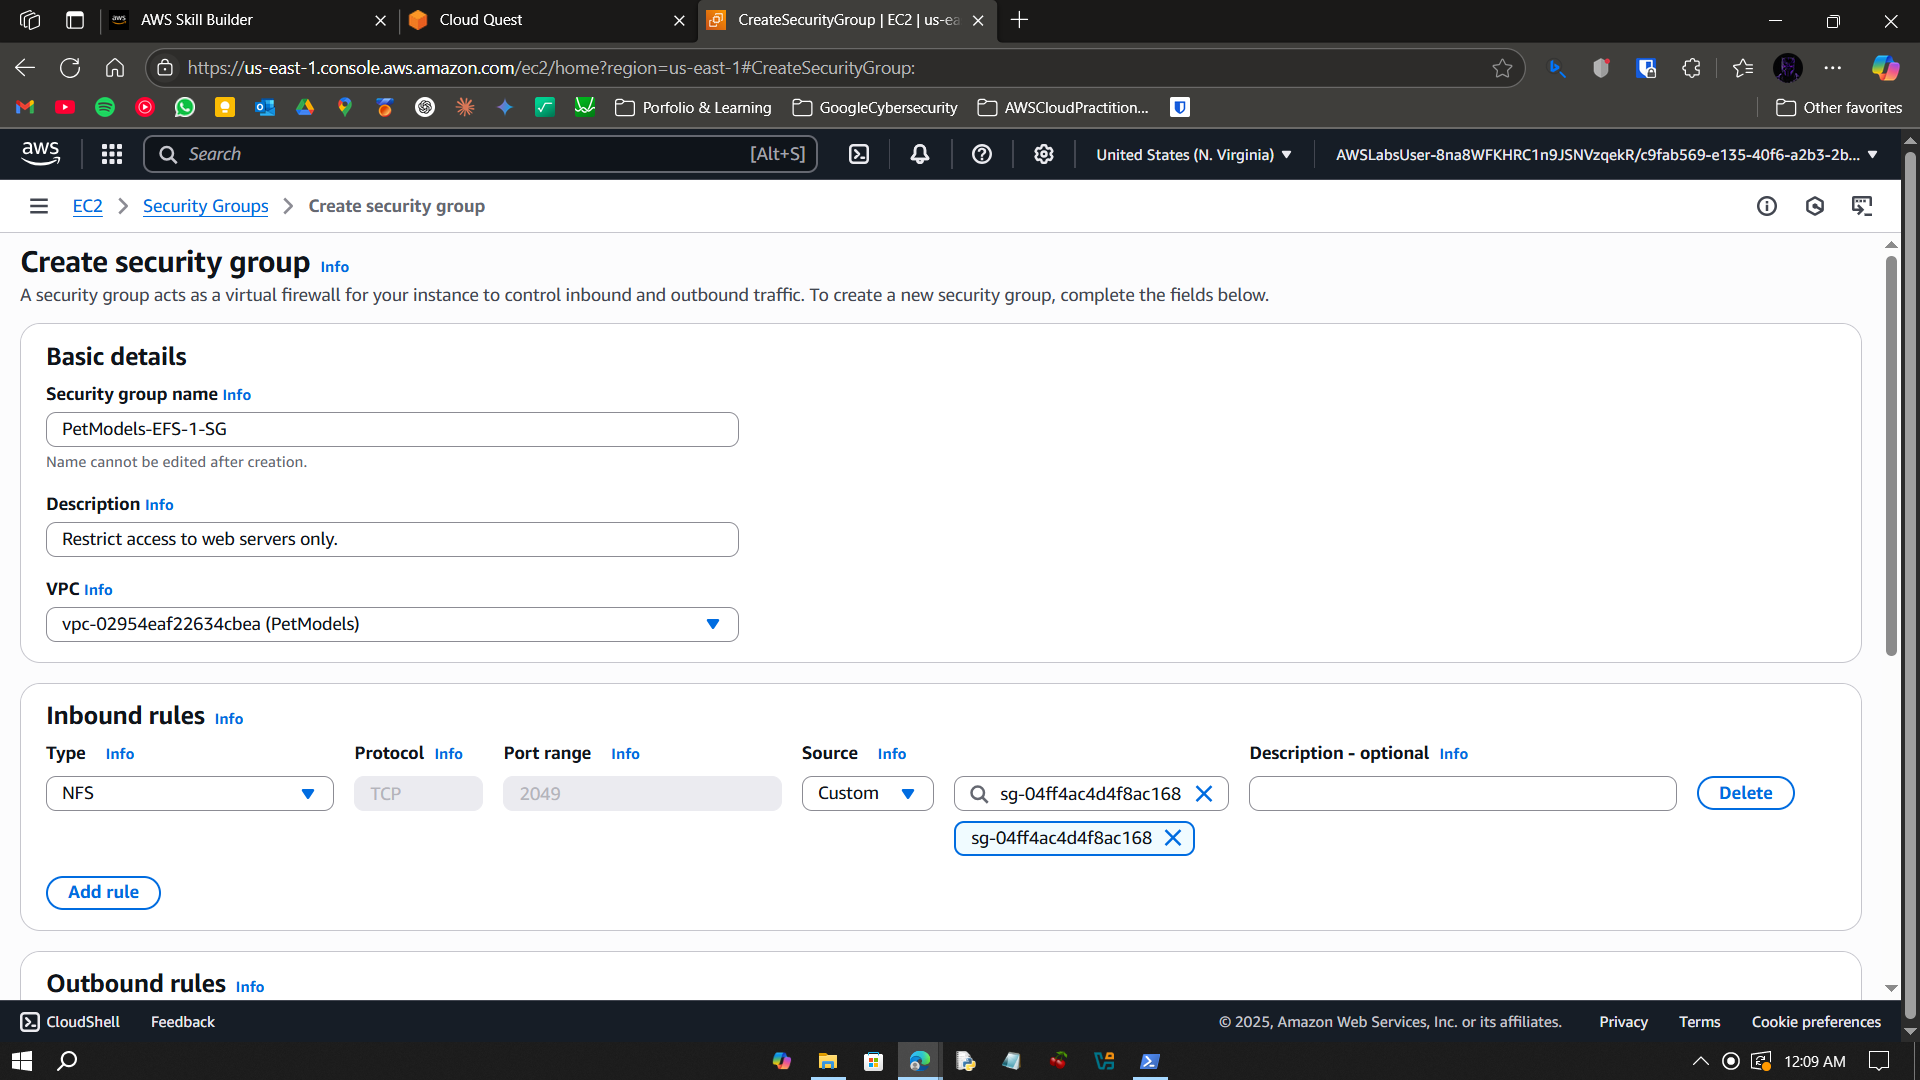 AWS Skill Builder
Cloud Quest
CreateSecurityGroup | EC2 | us-ea
https://us-east-1.console.aws.amazon.com/ec2/home?region=us-east-1#CreateSecurityGroup:
Porfolio & Learning
GoogleCybersecurity
AWSCloudPractition...
Other favorites
aws
Search
[Alt+S]
United States (N. Virginia)
AWSLabsUser-8na8WFKHRC1n9JSNVzqekR/c9fab569-e135-40f6-a2b3-2b...
EC2
Security Groups
Create security group
Create security group Info
A security group acts as a virtual firewall for your instance to control inbound and outbound traffic. To create a new security group, complete the fields below.
Basic details
Security group name Info
PetModels-EFS-1-SG
Name cannot be edited after creation.
Description Info
Restrict access to web servers only.
VPC Info
vpc-02954eaf22634cbea (PetModels)
Inbound rules Info
Type Info Protocol Info Port range Info Source Info Description - optional Info
NFS TCP 2049 Custom sg-04ff4ac4d4f8ac168 Delete
sg-04ff4ac4d4f8ac168
Add rule
Outbound rules Info
CloudShell Feedback © 2025, Amazon Web Services, Inc. or its affiliates. Privacy Terms Cookie preferences
12:09 AM